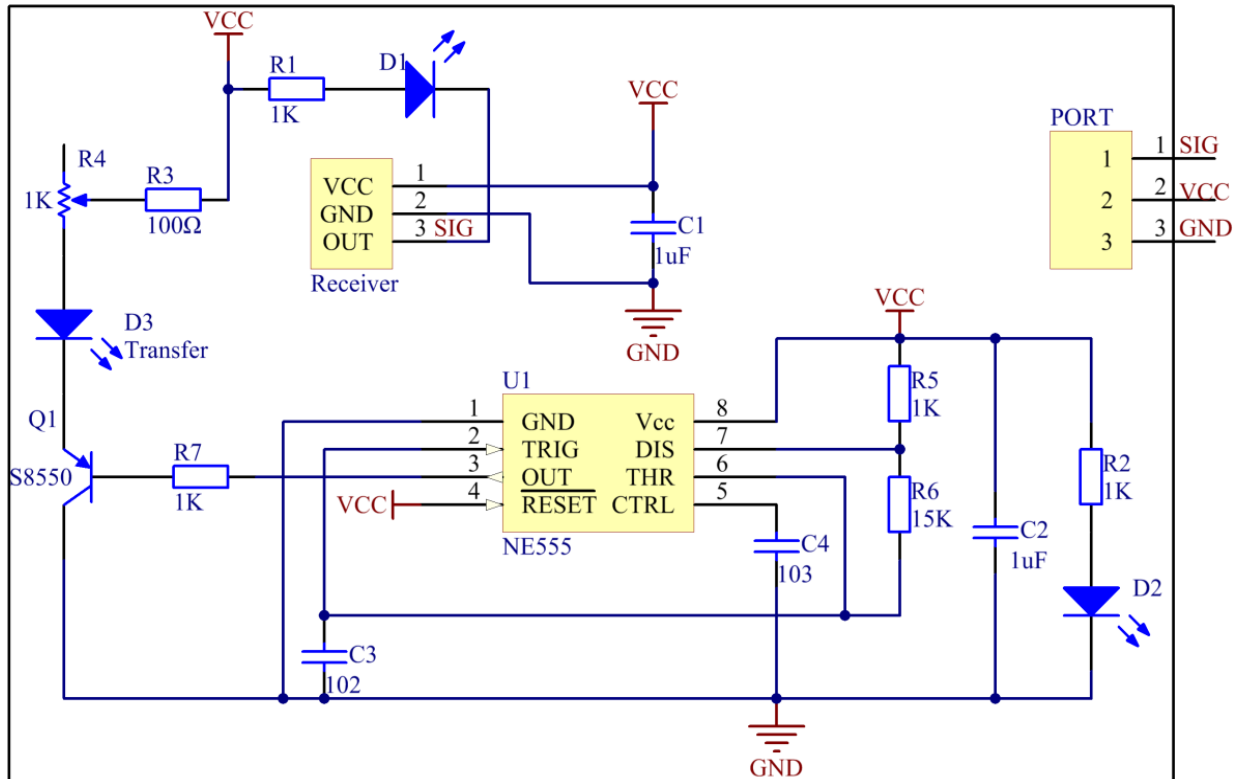 VCC
R1
1K
D1
VCC
PORT
1
2
3
1 SIG
2 VCC
3 GND
R4
1K
R3
100Ω
VCC
GND
OUT
1
2
3 SIG
Receiver
C1
1uF
GND
D3
Transfer
VCC
U1
1 GND
2 TRIG
3 OUT
4 RESET
Vcc 8
DIS 7
THR 6
CTRL 5
NE555
VCC
Q1
S8550
R7
1K
R5
1K
R6
15K
R2
1K
C2
1uF
D2
C4
103
C3
102
GND